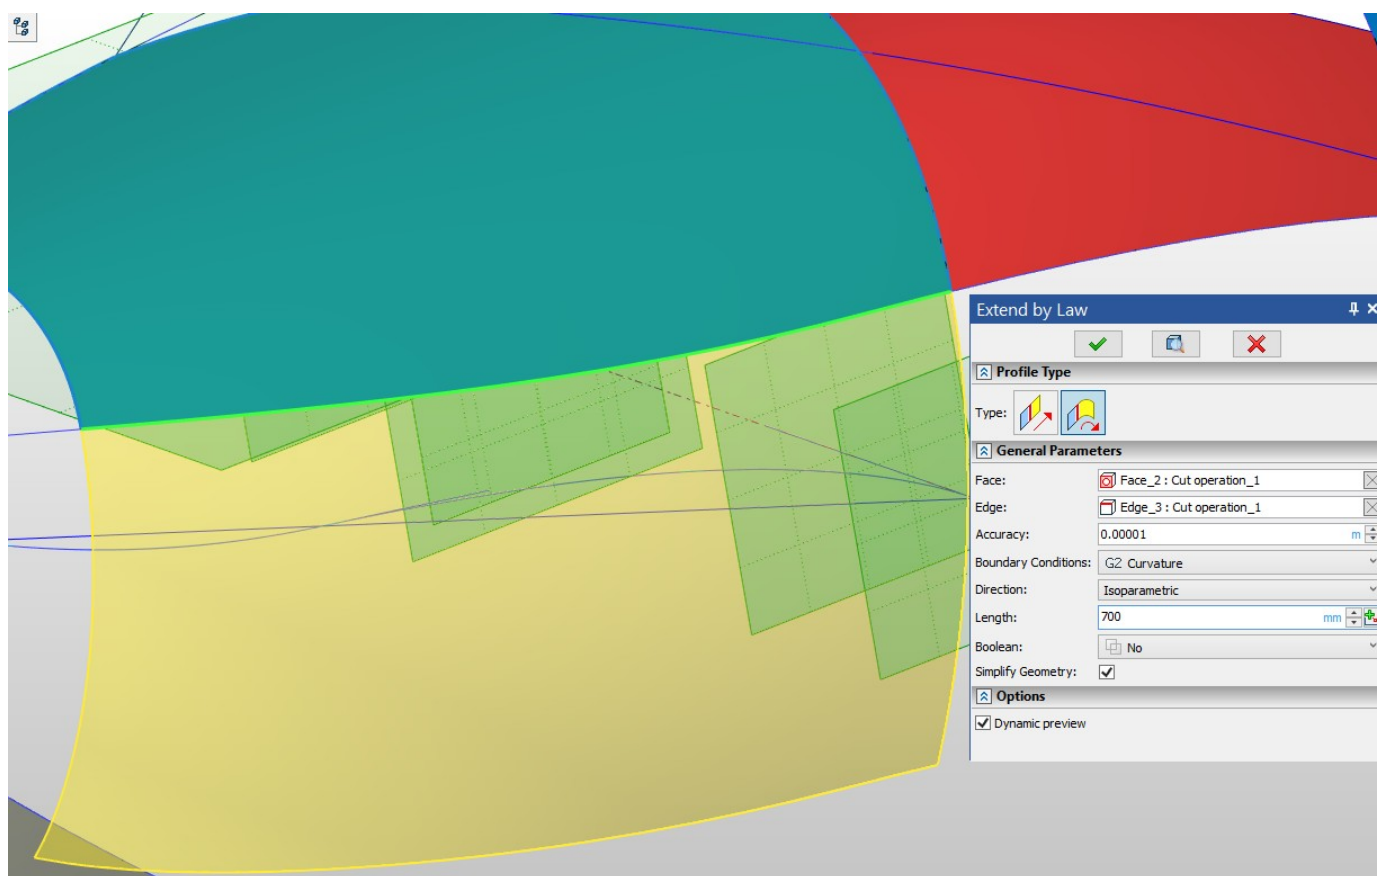 Extend by Law
Profile Type
Type:
General Parameters
Face: Face_2 : Cut operation_1
Edge: Edge_3 : Cut operation_1
Accuracy: 0.00001 m
Boundary Conditions: G2 Curvature
Direction: Isoparametric
Length: 700 mm
Boolean: No
Simplify Geometry:
Options
Dynamic preview